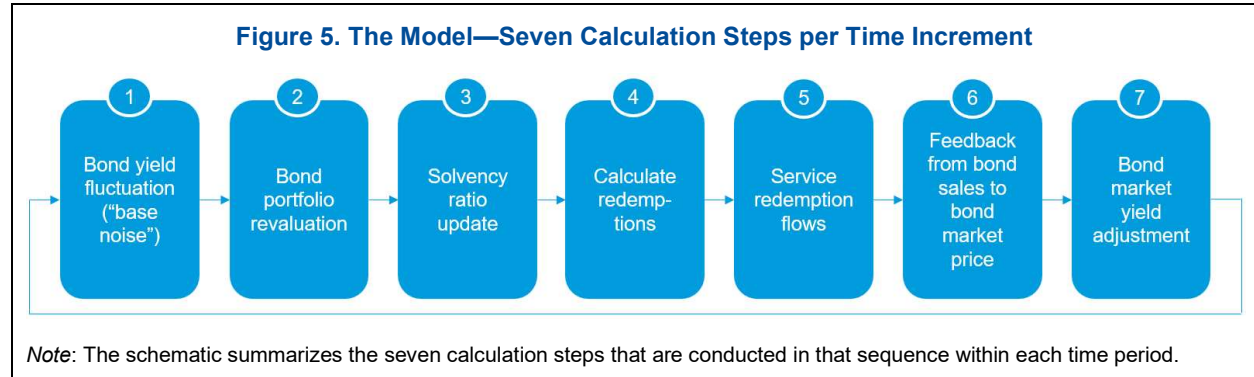 Figure 5. The Model—Seven Calculation Steps per Time Increment
1
Bond yield
fluctuation
(“base
noise”)
2
Bond
portfolio
revaluation
3
Solvency
ratio
update
4
Calculate
redemp-
tions
5
Service
redemption
flows
6
Feedback
from bond
sales to
bond
market
price
7
Bond
market
yield
adjustment
Note: The schematic summarizes the seven calculation steps that are conducted in that sequence within each time period.